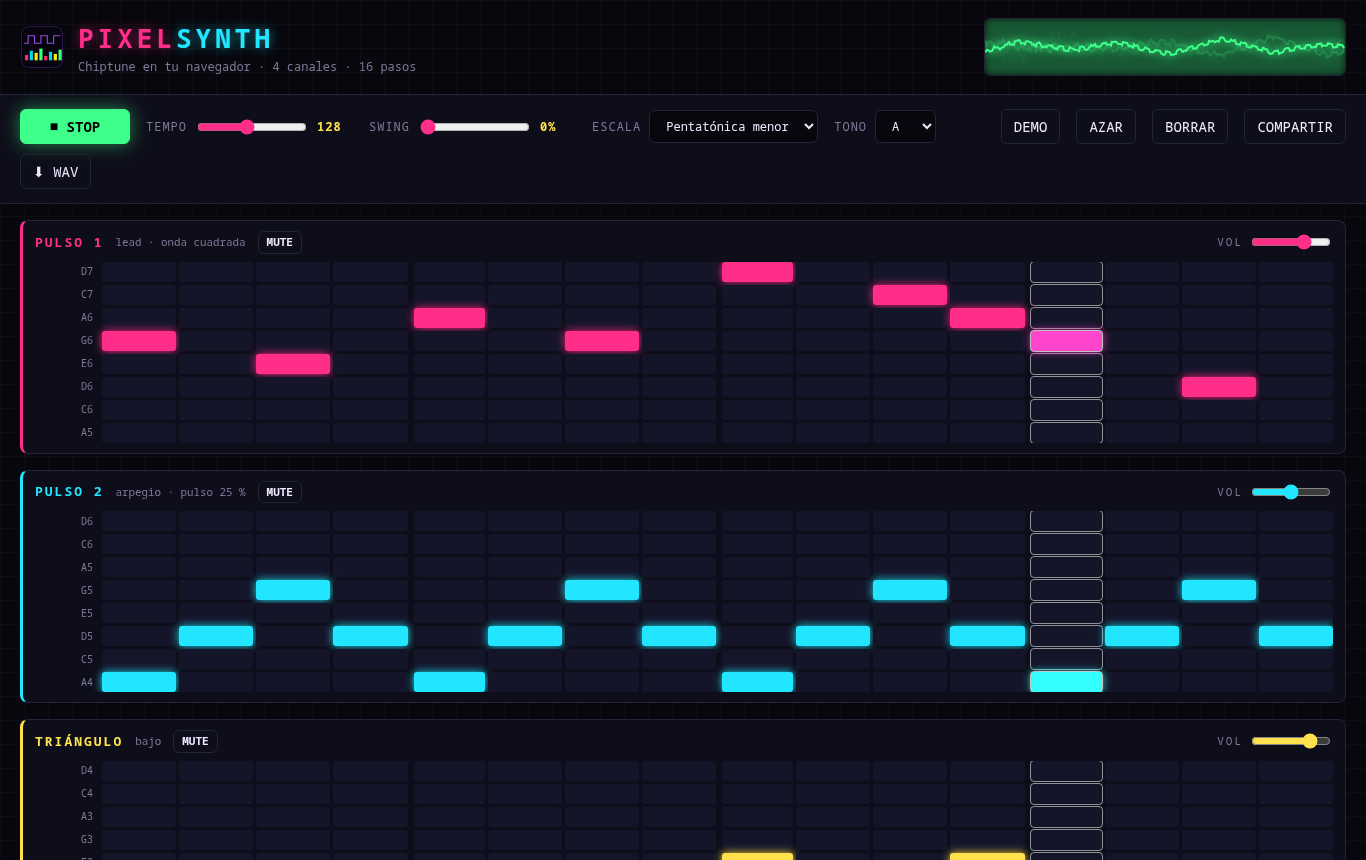 PIXELSYNTH
Chiptune en tu navegador · 4 canales · 16 pasos
■ STOP TEMPO 128 SWING 0% ESCALA Pentatónica menor TONO A DEMO AZAR BORRAR COMPARTIR
⬇ WAV
PULSO 1 lead · onda cuadrada MUTE VOL
D7
C7
A6
G6
E6
D6
C6
A5
PULSO 2 arpegio · pulso 25 % MUTE VOL
D6
C6
A5
G5
E5
D5
C5
A4
TRIÁNGULO bajo MUTE VOL
D4
C4
A3
G3